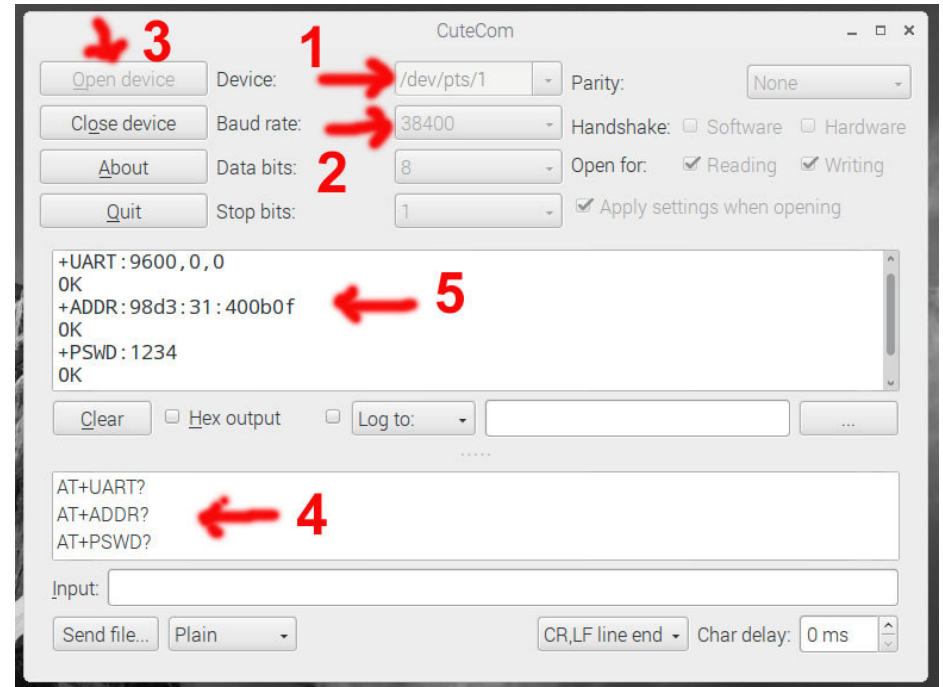 CuteCom
3
1
Open device Device: /dev/pts/1 Parity: None
Close device Baud rate: 38400 Handshake: Software Hardware
2
About Data bits: 8 Open for: Reading Writing
Quit Stop bits: 1 Apply settings when opening
+UART:9600,0,0
OK
+ADDR:98d3:31:400b0f
5
OK
+PSWD:1234
OK
Clear Hex output Log to: ...
AT+UART?
AT+ADDR?
4
AT+PSWD?
Input:
Send file... Plain CR,LF line end Char delay: 0 ms